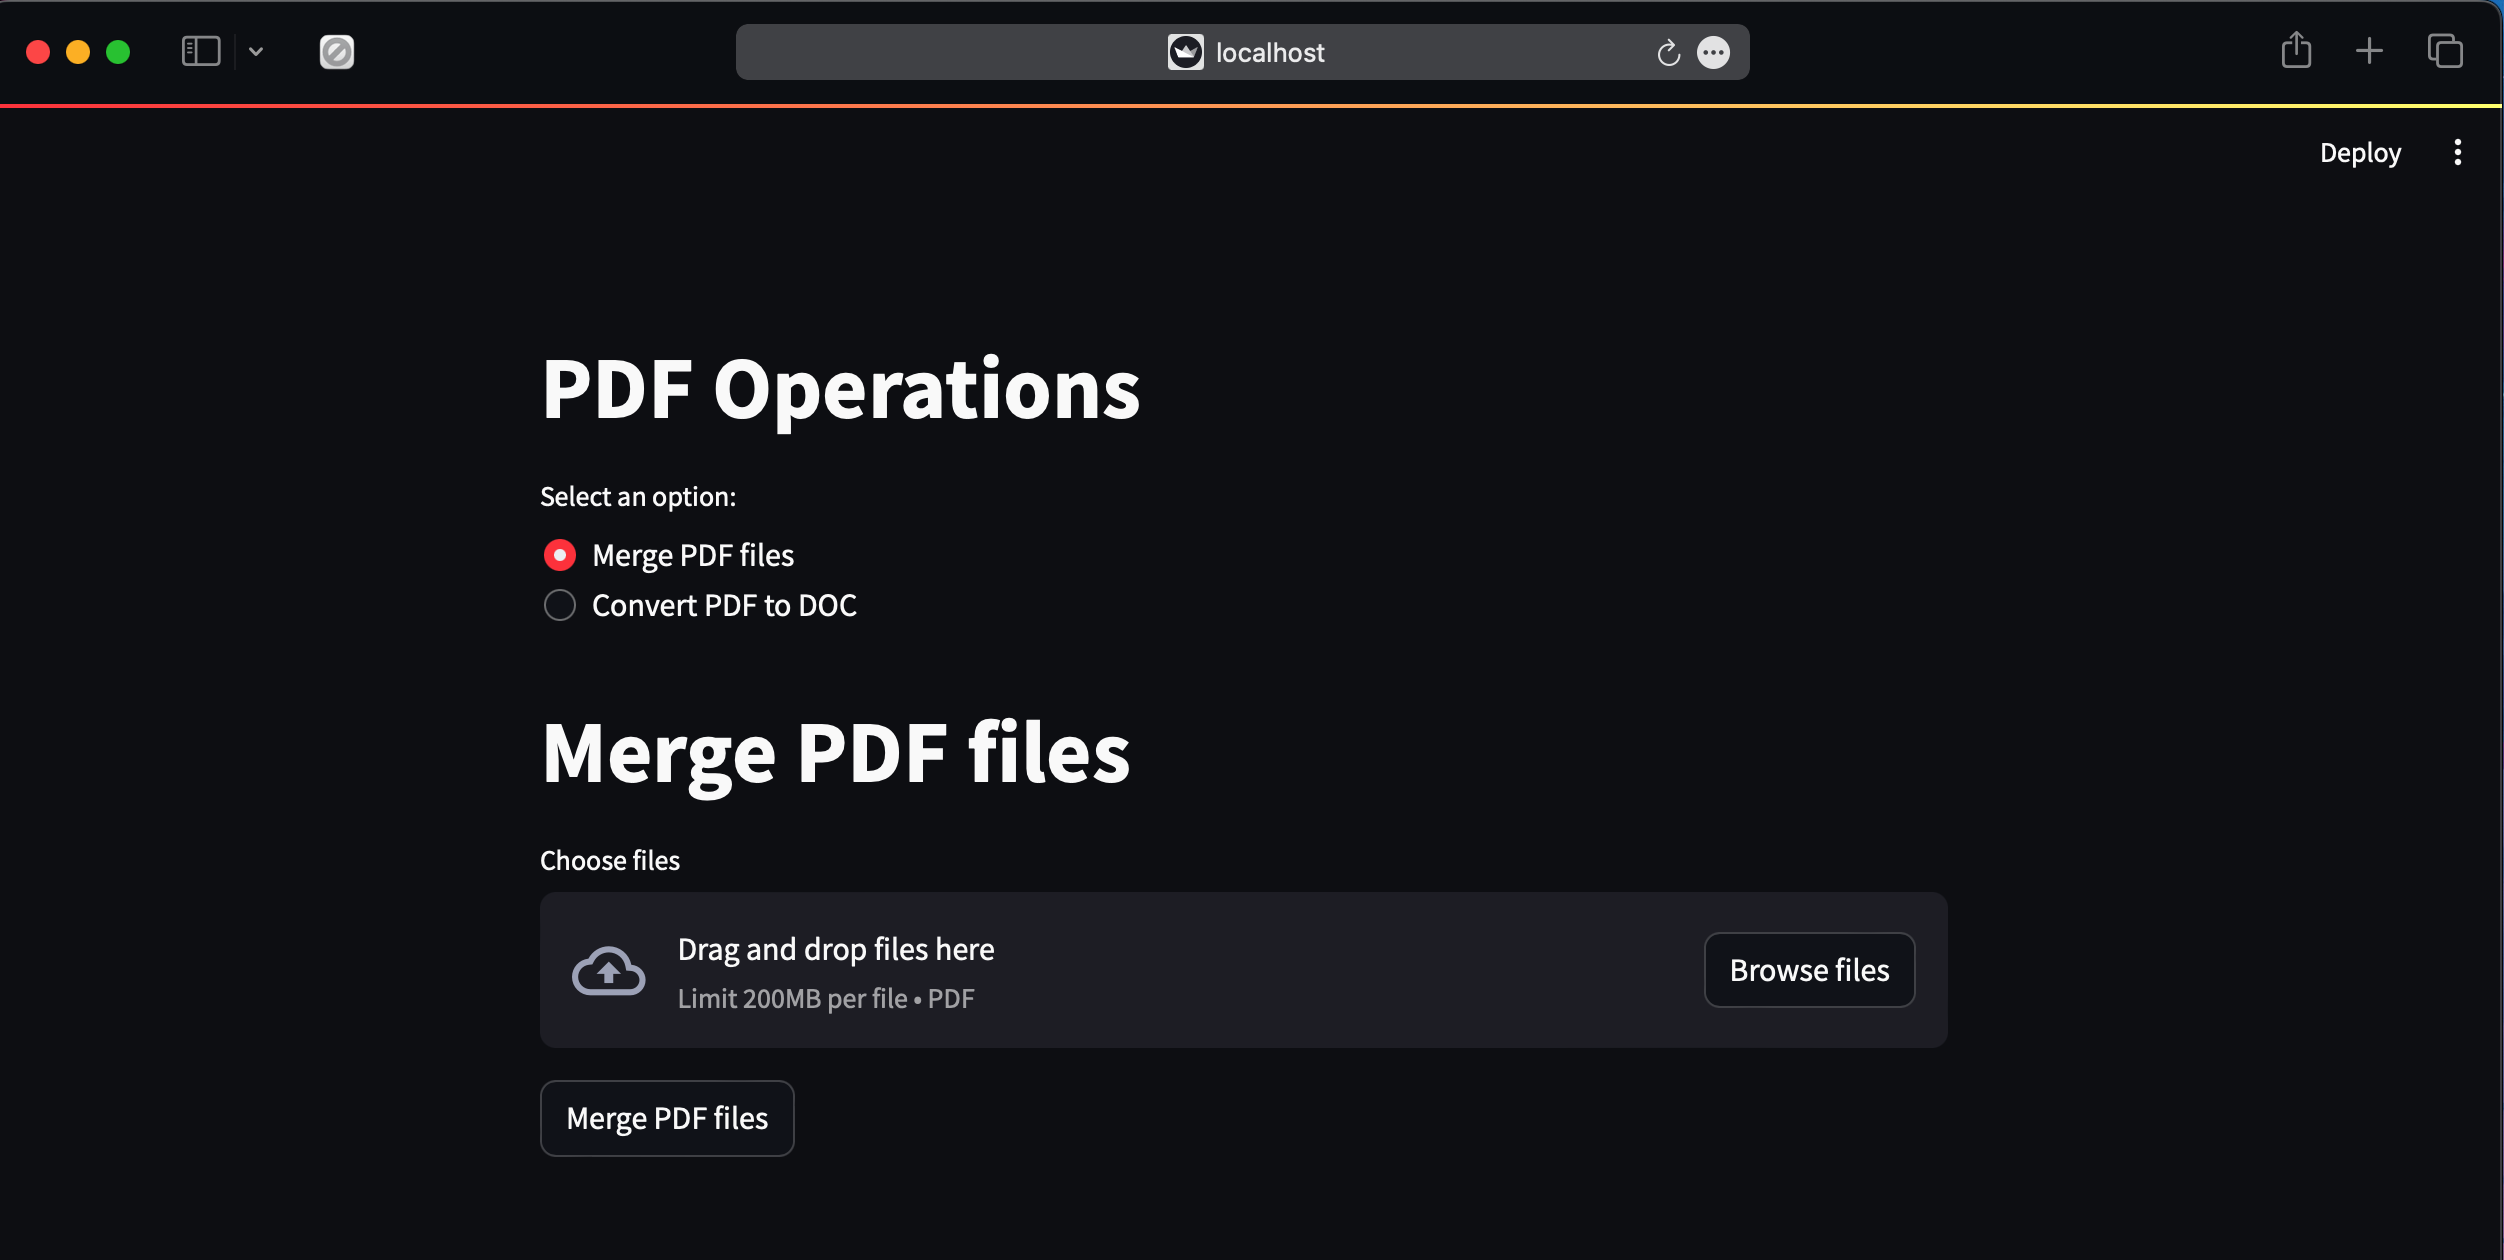 localhost
Deploy
PDF Operations
Select an option:
Merge PDF files
Convert PDF to DOC
Merge PDF files
Choose files
Drag and drop files here
Limit 200MB per file • PDF
Browse files
Merge PDF files